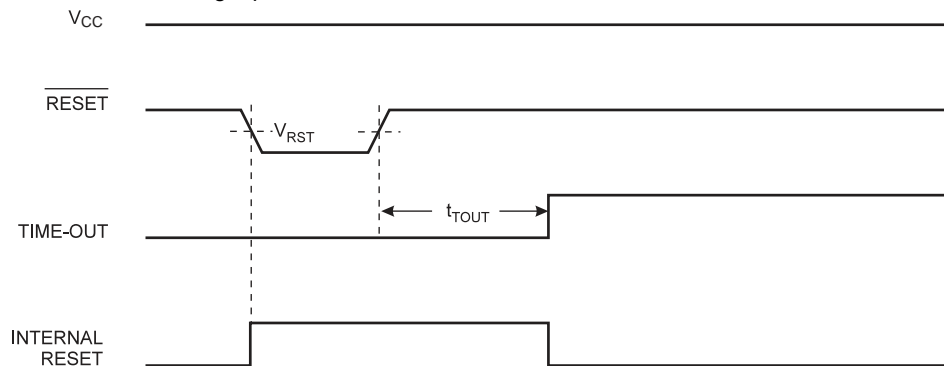 VCC
RESET
VRST
tTOUT
TIME-OUT
INTERNAL
RESET